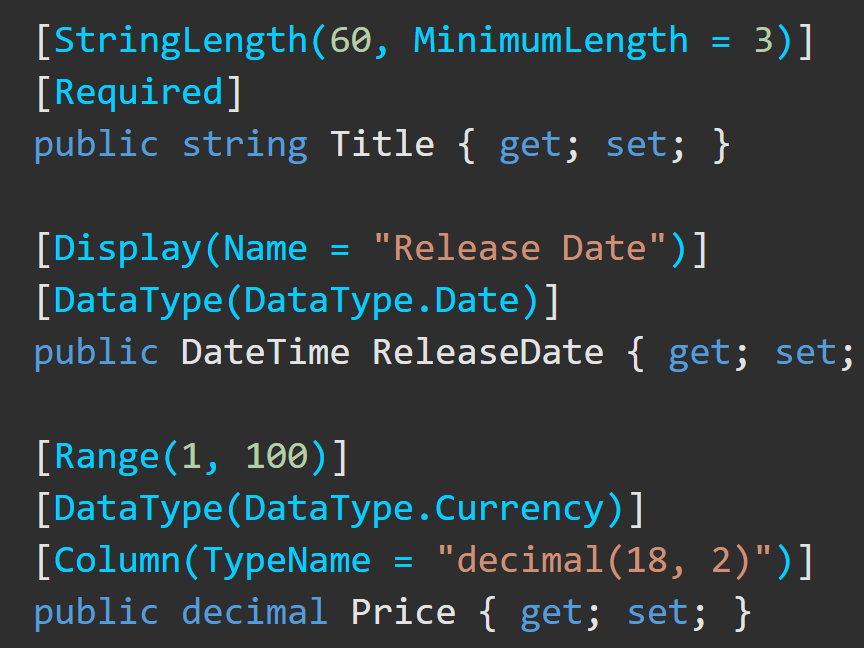 [StringLength(60, MinimumLength = 3)]
[Required]
public string Title { get; set; }
[Display(Name = "Release Date")]
[DataType(DataType.Date)]
public DateTime ReleaseDate { get; set;
[Range(1, 100)]
[DataType(DataType.Currency)]
[Column(TypeName = "decimal(18, 2)")]
public decimal Price { get; set; }